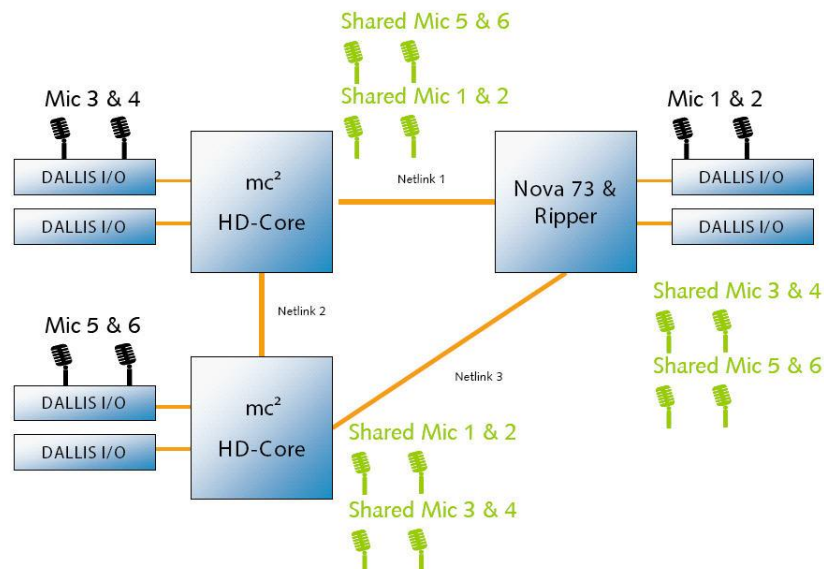 Shared Mic 5 & 6
Mic 3 & 4
Shared Mic 1 & 2
Mic 1 & 2
DALLIS I/O
DALLIS I/O
mc²
HD-Core
Netlink 1
Nova 73 &
Ripper
DALLIS I/O
DALLIS I/O
Netlink 2
Shared Mic 3 & 4
Mic 5 & 6
Shared Mic 5 & 6
Netlink 3
DALLIS I/O
DALLIS I/O
mc²
HD-Core
Shared Mic 1 & 2
Shared Mic 3 & 4